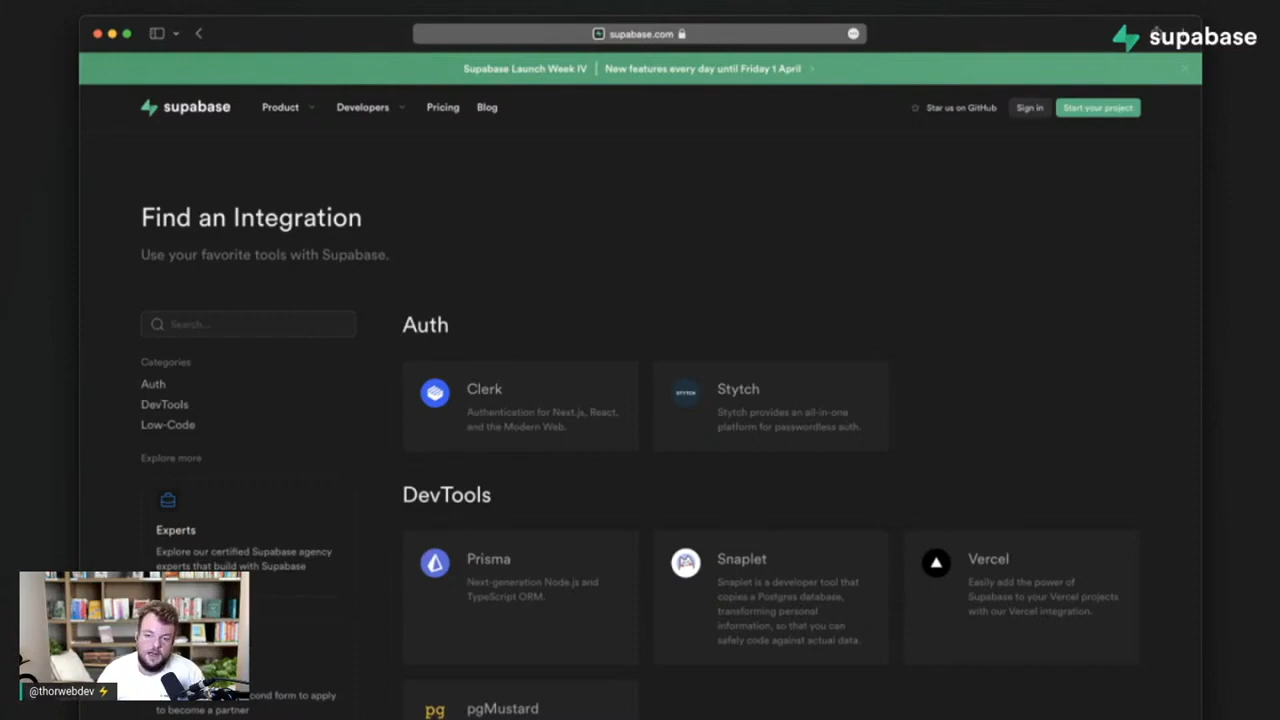 supabase.com
supabase
Supabase Launch Week IV | New features every day until Friday 1 April
supabase
Product
Developers
Pricing
Blog
Star us on GitHub
Sign in
Start your project
Find an Integration
Use your favorite tools with Supabase.
Search...
Categories
Auth
DevTools
Low-Code
Explore more
Experts
Explore our certified Supabase agency
experts that build with Supabase
ond form to apply
to become a partner
Auth
Clerk
Authentication for Next.js, React,
and the Modern Web.
Stytch
STYTCH
Stytch provides an all-in-one
platform for passwordless auth.
DevTools
Prisma
Next-generation Node.js and
TypeScript ORM.
Snaplet
Snaplet is a developer tool that
copies a Postgres database,
transforming personal
information, so that you can
safely code against actual data.
Vercel
Easily add the power of
Supabase to your Vercel projects
with our Vercel integration.
pg
pgMustard
@thorwebdev